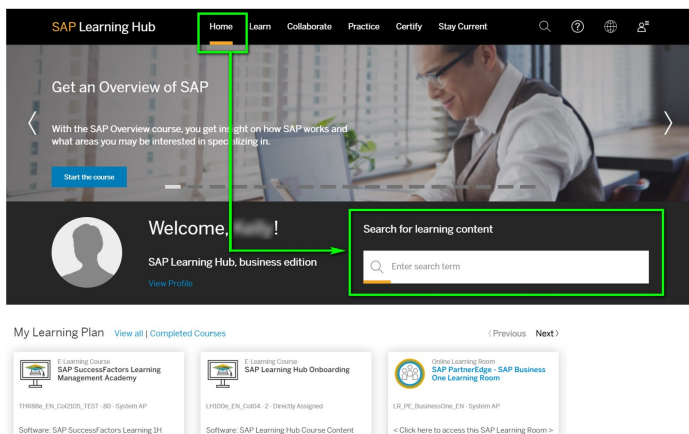 SAP Learning Hub
Home Learn Collaborate Practice Certify Stay Current
Get an Overview of SAP
With the SAP Overview course, you get insight on how SAP works and
what areas you may be interested in specializing in.
Start the course
Welcome, !
SAP Learning Hub, business edition
View Profile
Search for learning content
Enter search term
My Learning Plan View all | Completed Courses
Previous Next
E-Learning Course
SAP SuccessFactors Learning
Management Academy
THR88e_EN_Col2105_TEST - 80 - System AP
Software: SAP SuccessFactors Learning 1H
E-Learning Course
SAP Learning Hub Onboarding
LH100e_EN_Col04 - 2 - Directly Assigned
Software: SAP Learning Hub Course Content
Online Learning Room
SAP PartnerEdge - SAP Business
One Learning Room
LR_PE_BusinessOne_EN - System AP
< Click here to access this SAP Learning Room >